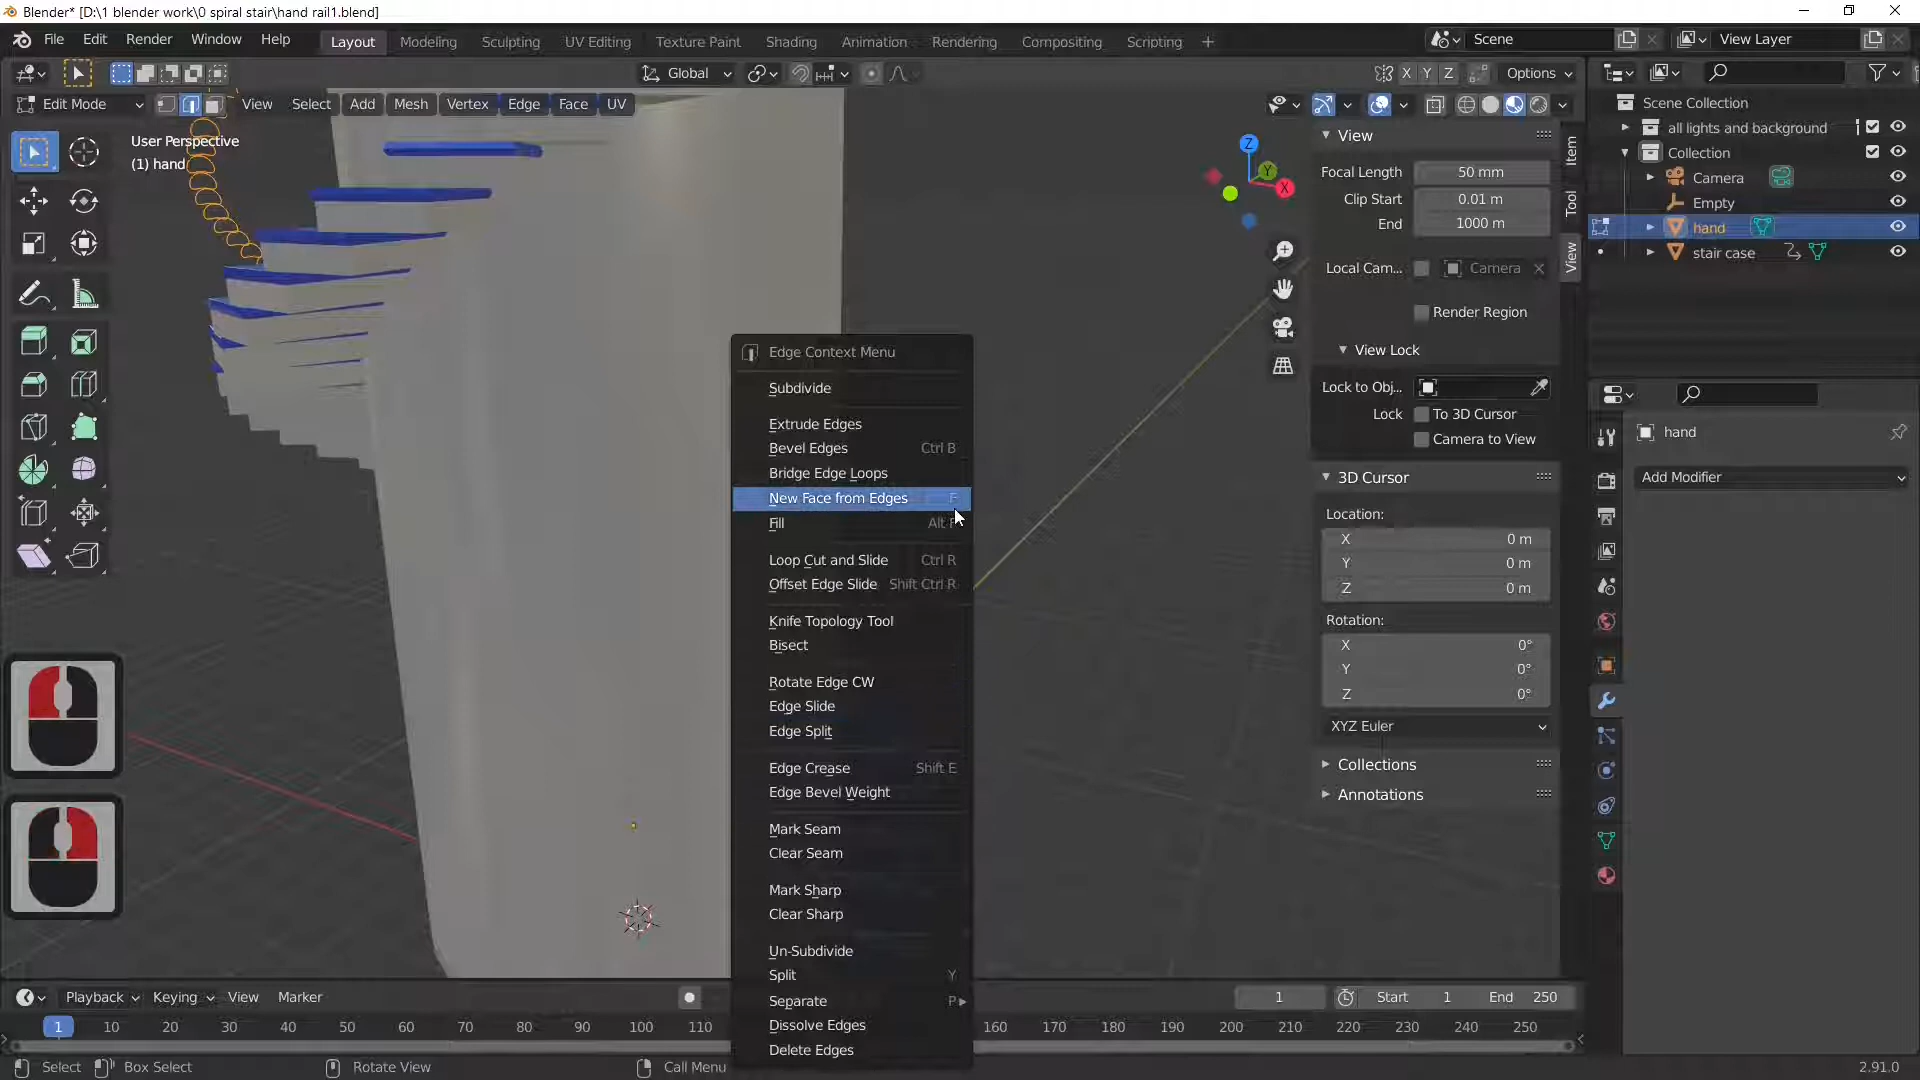 Blender* [D:\1 blender work\0 spiral stair\hand rail1.blend]
File Edit Render Window Help
Layout Modeling Sculpting UV Editing Texture Paint Shading Animation Rendering Compositing Scripting +
Scene
View Layer
Global
X Y Z
Options
Edit Mode
View Select Add Mesh Vertex Edge Face UV
User Perspective
(1) hand
Z
Y
X
Edge Context Menu
Subdivide
Extrude Edges
Bevel Edges Ctrl B
Bridge Edge Loops
New Face from Edges F
Fill Alt F
Loop Cut and Slide Ctrl R
Offset Edge Slide Shift Ctrl R
Knife Topology Tool
Bisect
Rotate Edge CW
Edge Slide
Edge Split
Edge Crease Shift E
Edge Bevel Weight
Mark Seam
Clear Seam
Mark Sharp
Clear Sharp
Un-Subdivide
Split Y
Separate P
Dissolve Edges
Delete Edges
View
Focal Length 50 mm
Clip Start 0.01 m
End 1000 m
Local Cam... Camera
Render Region
View Lock
Lock to Obj...
Lock To 3D Cursor
Camera to View
3D Cursor
Location:
X 0 m
Y 0 m
Z 0 m
Rotation:
X 0°
Y 0°
Z 0°
XYZ Euler
Collections
Annotations
Item
Tool
View
Scene Collection
all lights and background
Collection
Camera
Empty
hand
stair case
hand
Add Modifier
Playback Keying View Marker
1 Start 1 End 250
1 10 20 30 40 50 60 70 80 90 100 110 160 170 180 190 200 210 220 230 240 250
Select Box Select Rotate View Call Menu 2.91.0